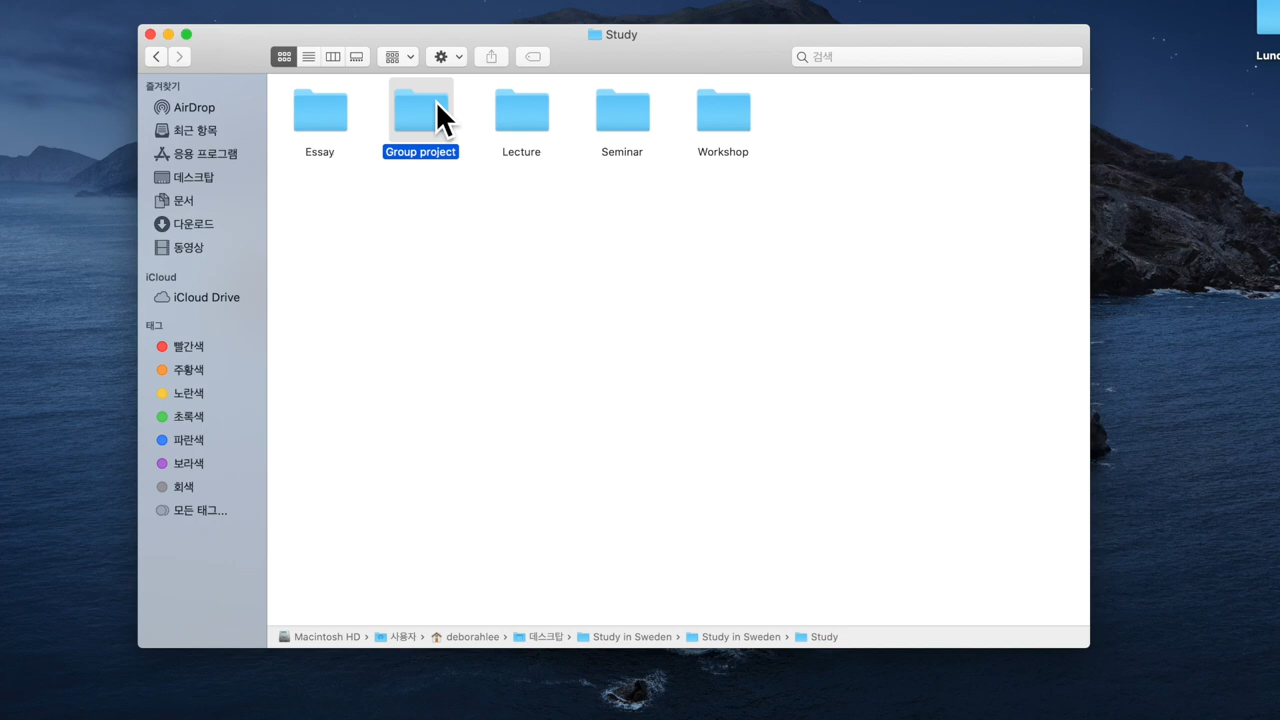 Study
검색
즐겨찾기
AirDrop
최근 항목
응용 프로그램
데스크탑
문서
다운로드
동영상
iCloud
iCloud Drive
태그
빨간색
주황색
노란색
초록색
파란색
보라색
회색
모든 태그...
Essay
Group project
Lecture
Seminar
Workshop
Macintosh HD › 사용자 › deborahlee › 데스크탑 › Study in Sweden › Study in Sweden › Study